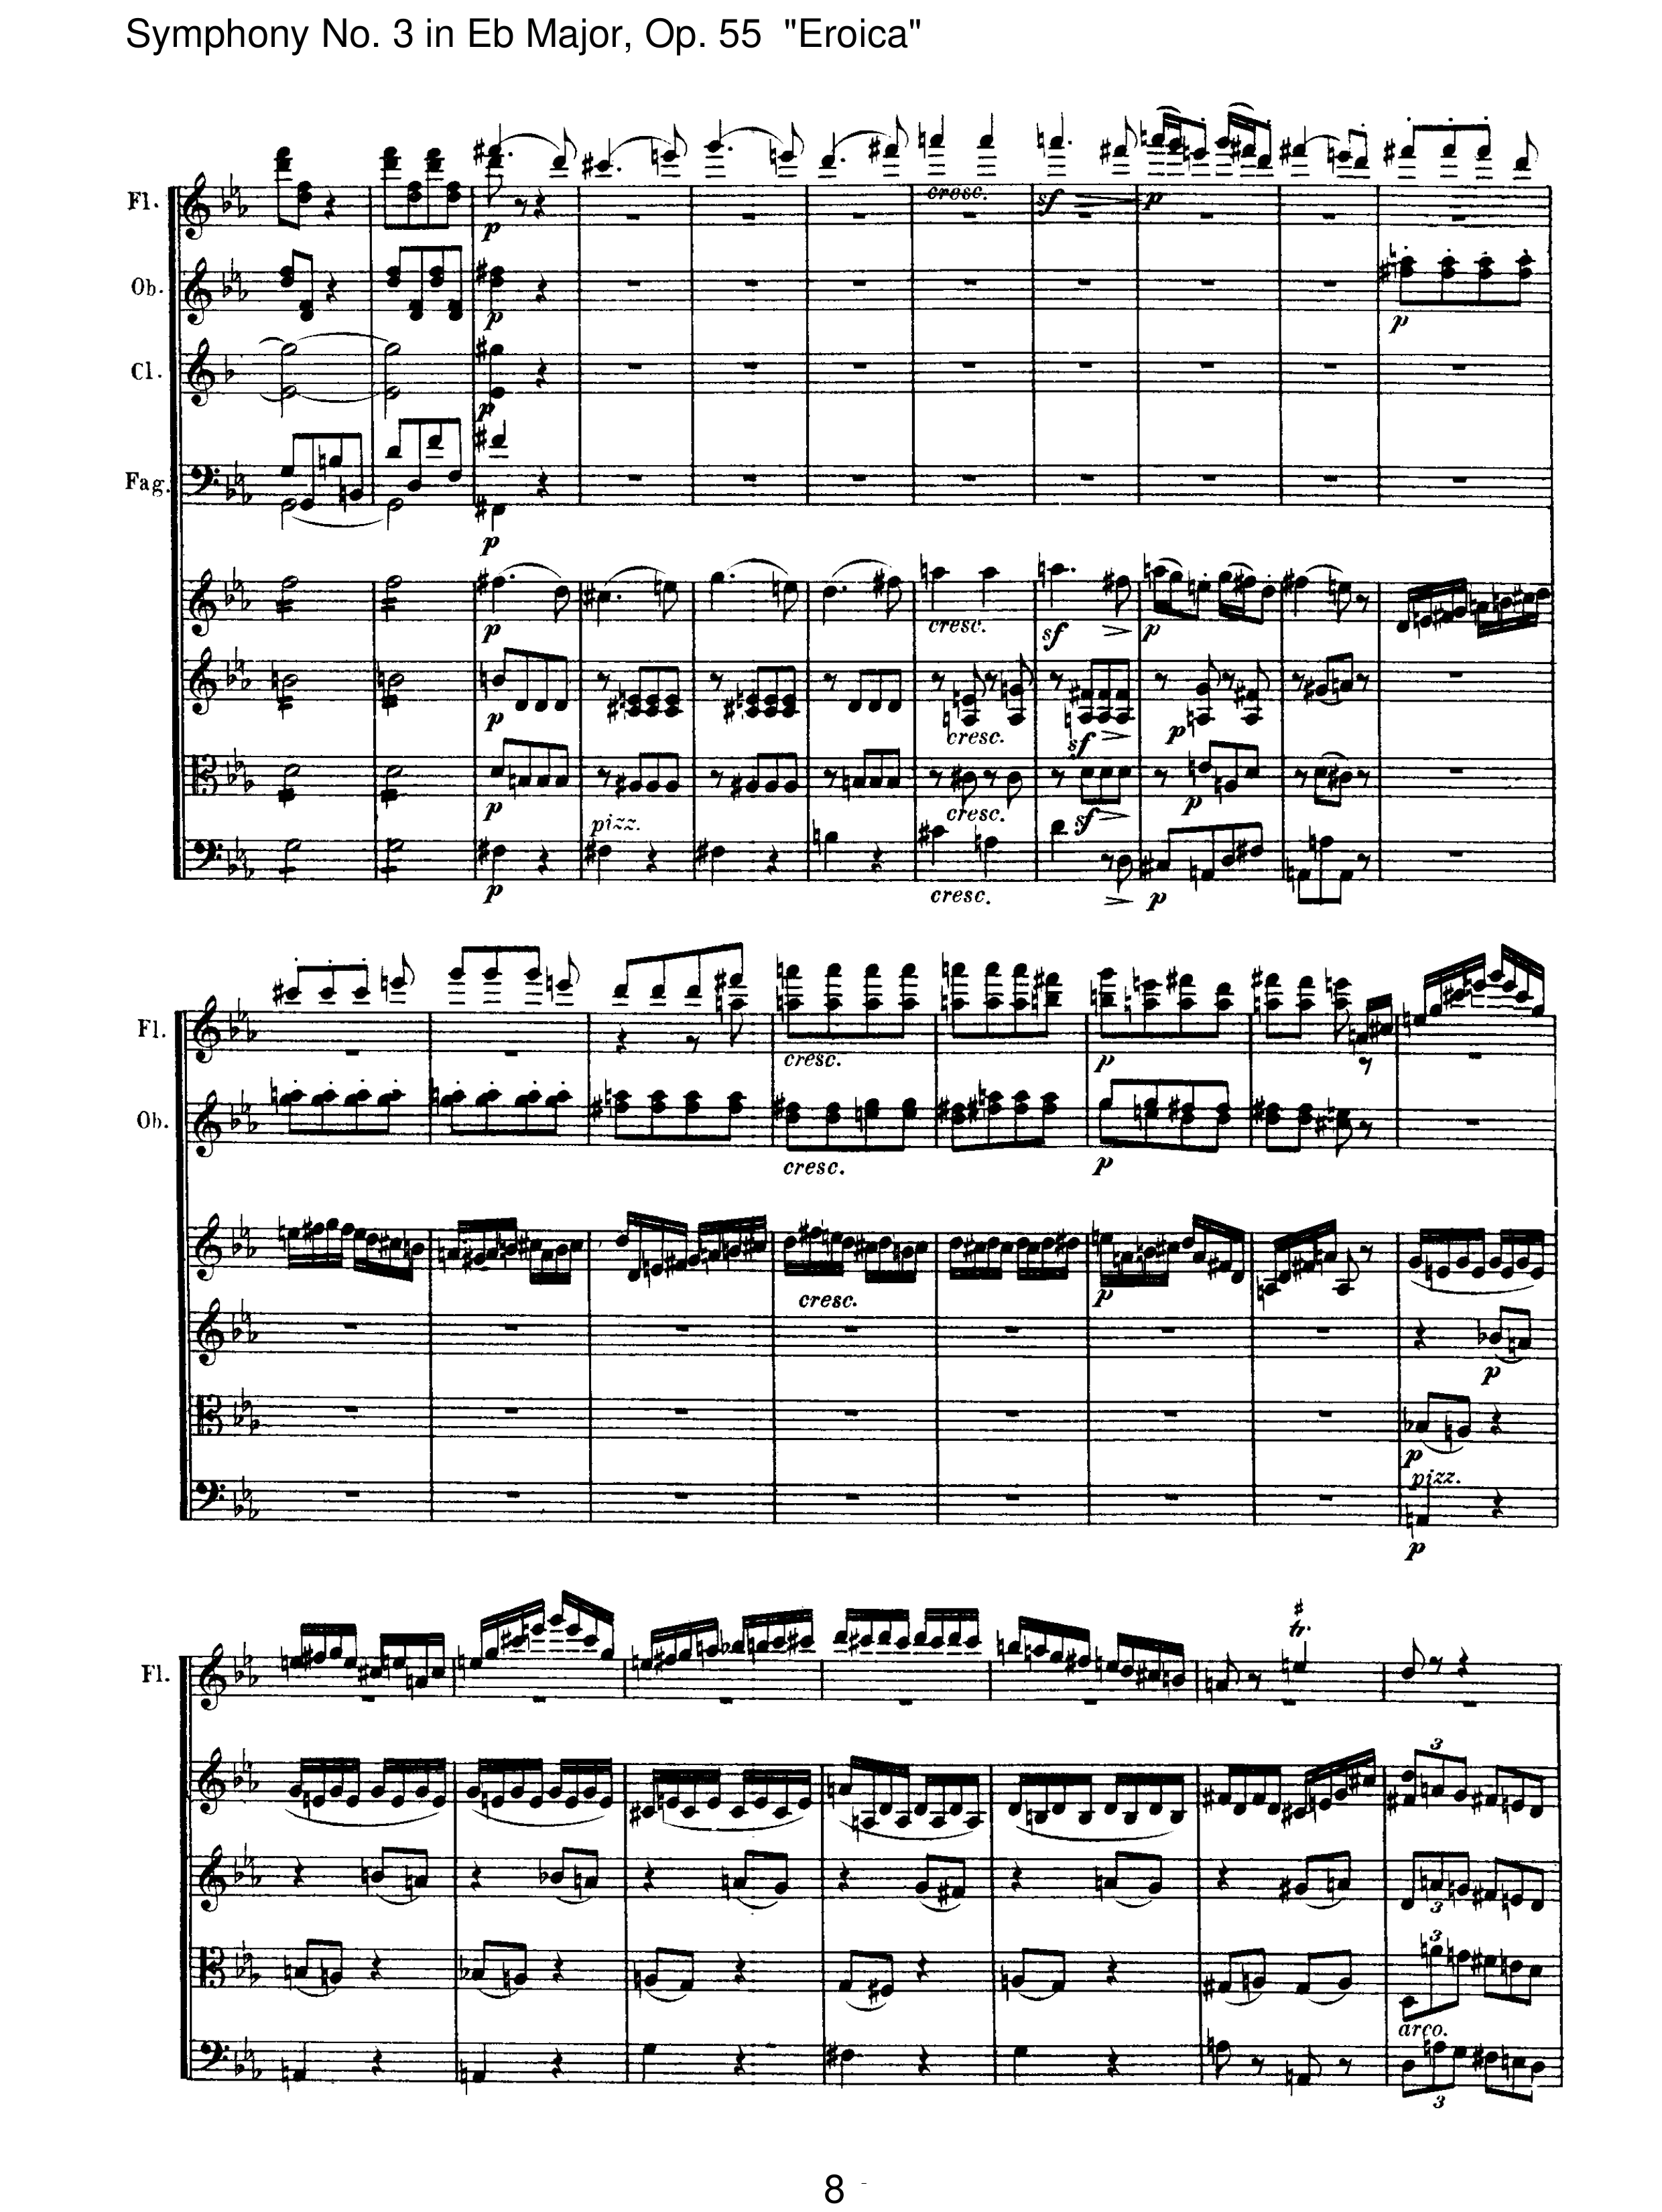 Symphony No. 3 in Eb Major, Op. 55 "Eroica"
Fl.
cresc.
sf
p
p
Ob.
p
p
Cl.
p
Fag.
p
p
cresc.
sf
p
p
cresc.
sf
p
p
cresc.
sf
p
pizz.
p
cresc.
p
Fl.
cresc.
p
Ob.
cresc.
p
cresc.
p
p
p
pizz.
p
tr.
Fl.
3
3
3
arco.
3
8